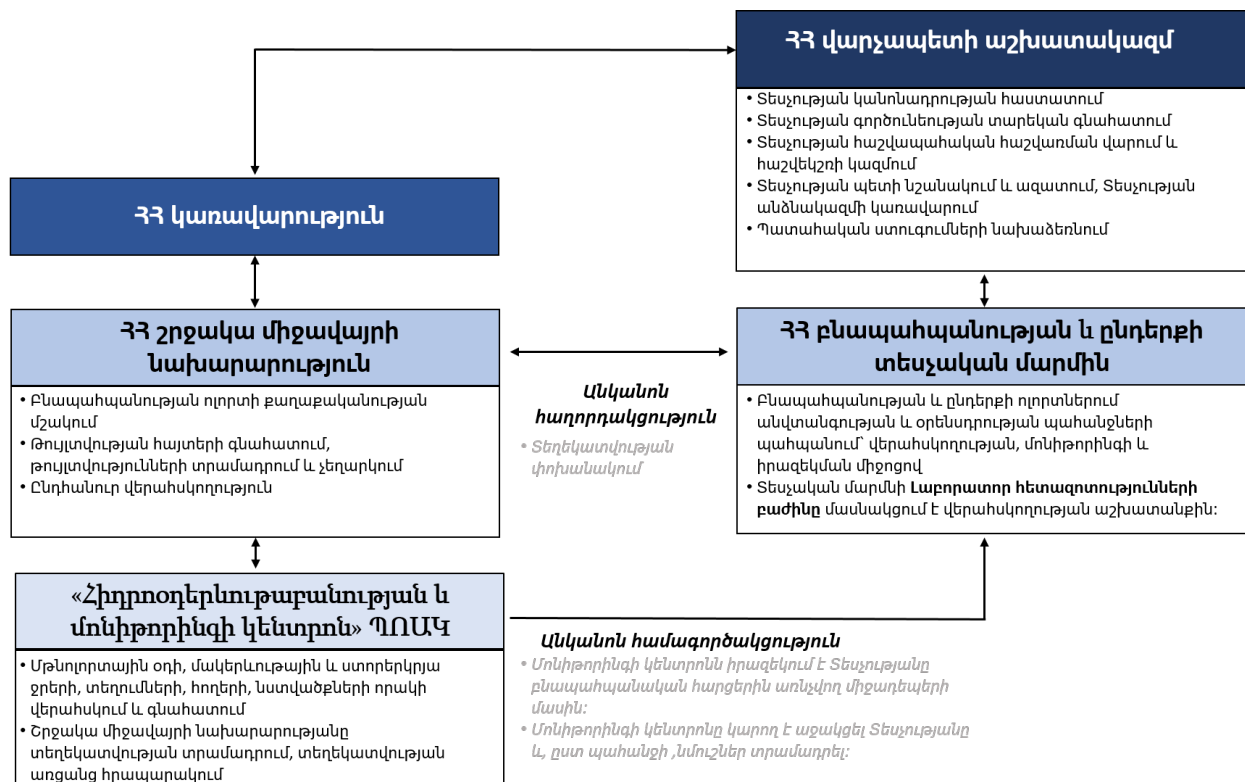 ՀՀ վարչապետի աշխատակազմ
• Տեսչության կանոնադրության հաստատում
• Տեսչության գործունեության տարեկան գնահատում
• Տեսչության հաշվապահական հաշվառման վարում և
հաշվեկշռի կազմում
• Տեսչության պետի նշանակում և ազատում, Տեսչության
անձնակազմի կառավարում
• Պատահական ստուգումների նախաձեռնում
ՀՀ կառավարություն
ՀՀ շրջակա միջավայրի
նախարարություն
• Բնապահպանության ոլորտի քաղաքականության
մշակում
• Թույլտվության հայտերի գնահատում,
թույլտվությունների տրամադրում և չեղարկում
• Ընդհանուր վերահսկողություն
Անկանոն
հաղորդակցություն
• Տեղեկատվության
փոխանակում
ՀՀ բնապահպանության և ընդերքի
տեսչական մարմին
• Բնապահպանության և ընդերքի ոլորտներում
անվտանգության և օրենսդրության պահանջների
պահպանում՝ վերահսկողության, մոնիթորինգի և
իրազեկման միջոցով
• Տեսչական մարմնի Լաբորատոր հետազոտությունների
բաժինը մասնակցում է վերահսկողության աշխատանքին:
«Հիդրոօդերևութաբանության և
մոնիթորինգի կենտրոն» ՊՈԱԿ
• Մթնոլորտային օդի, մակերևութային և ստորերկրյա
ջրերի, տեղումների, հողերի, նստվածքների որակի
վերահսկում և գնահատում
• Շրջակա միջավայրի նախարարությանը
տեղեկատվության տրամադրում, տեղեկատվության
առցանց հրապարակում
Անկանոն համագործակցություն
• Մոնիթորինգի կենտրոնն իրազեկում է Տեսչությանը
բնապահպանական հարցերին առնչվող միջադեպերի
մասին:
• Մոնիթորինգի կենտրոնը կարող է աջակցել Տեսչությանը
և, ըստ պահանջի ,նմուշներ տրամադրել: